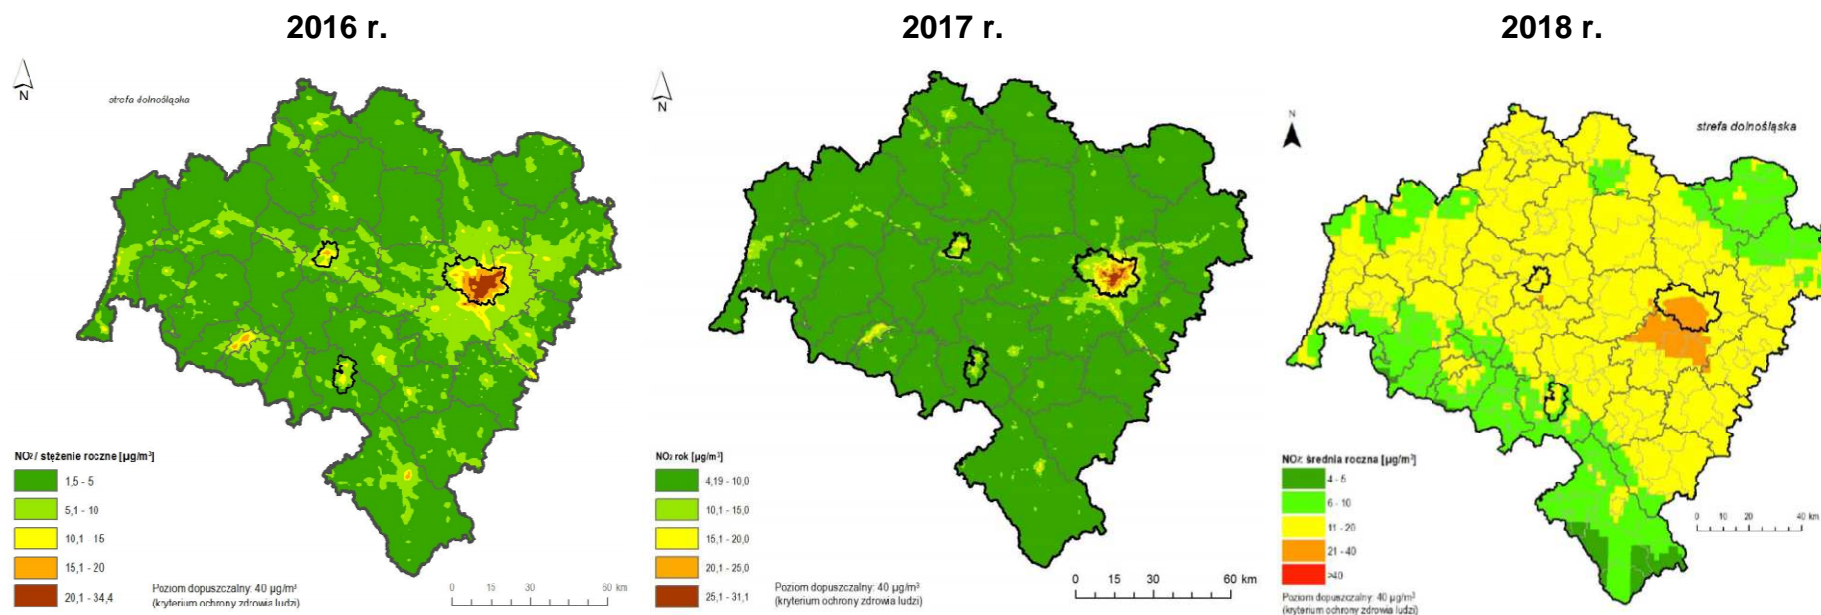 2016 r.
2017 r.
2018 r.
N
strefa dolnośląska
NO² / stężenie roczne [µg/m³]
1,5 - 5
5,1 - 10
10,1 - 15
15,1 - 20
20,1 - 34,4
Poziom dopuszczalny: 40 µg/m³
(kryterium ochrony zdrowia ludzi)
0 15 30 60 km
N
NO₂ rok [µg/m³]
4,19 - 10,0
10,1 - 15,0
15,1 - 20,0
20,1 - 25,0
25,1 - 31,1
Poziom dopuszczalny: 40 µg/m³
(kryterium ochrony zdrowia ludzi)
0 15 30 60 km
N
strefa dolnośląska
NO₂: średnia roczna [µg/m³]
4 - 5
6 - 10
11 - 20
21 - 40
>40
Poziom dopuszczalny: 40 µg/m³
(kryterium ochrony zdrowia ludzi)
0 10 20 40 km